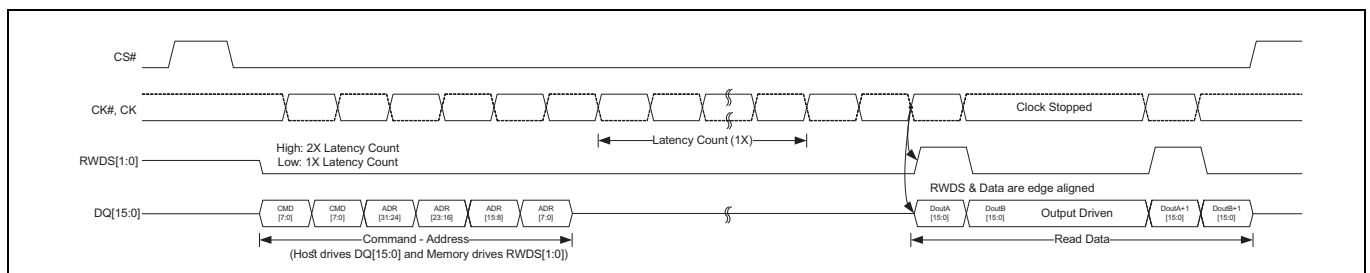 CS#
CK#, CK
Clock Stopped
Latency Count (1X)
High: 2X Latency Count
Low: 1X Latency Count
RWDS[1:0]
RWDS & Data are edge aligned
DQ[15:0]
CMD
[7:0]
CMD
[7:0]
ADR
[31:24]
ADR
[23:16]
ADR
[15:8]
ADR
[7:0]
DoutA
[15:0]
DoutB
[15:0]
Output Driven
DoutA+1
[15:0]
DoutB+1
[15:0]
Command - Address
Read Data
(Host drives DQ[15:0] and Memory drives RWDS[1:0])